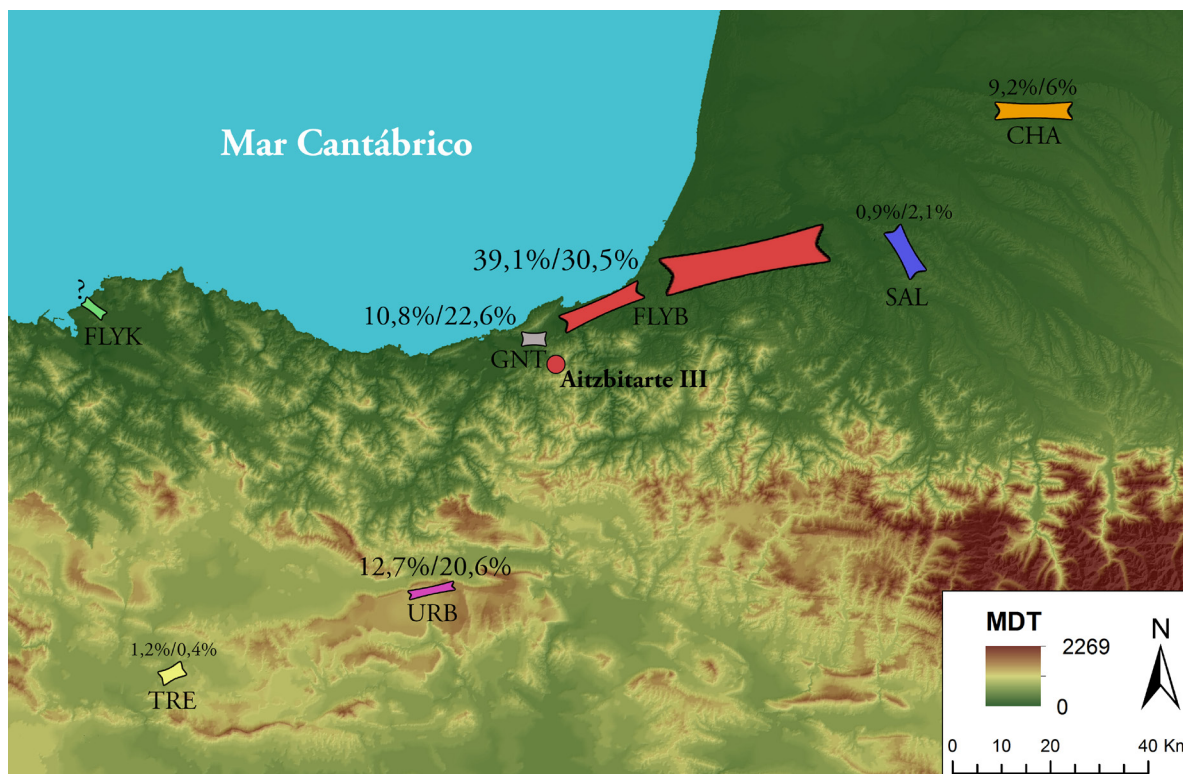 9,2%/6%
CHA
Mar Cantábrico
0,9%/2,1%
SAL
39,1%/30,5%
FLYB
?
FLYK
10,8%/22,6%
GNT
Aitzbitarte III
12,7%/20,6%
URB
1,2%/0,4%
TRE
MDT
2269
0
N
0 10 20 40 Km